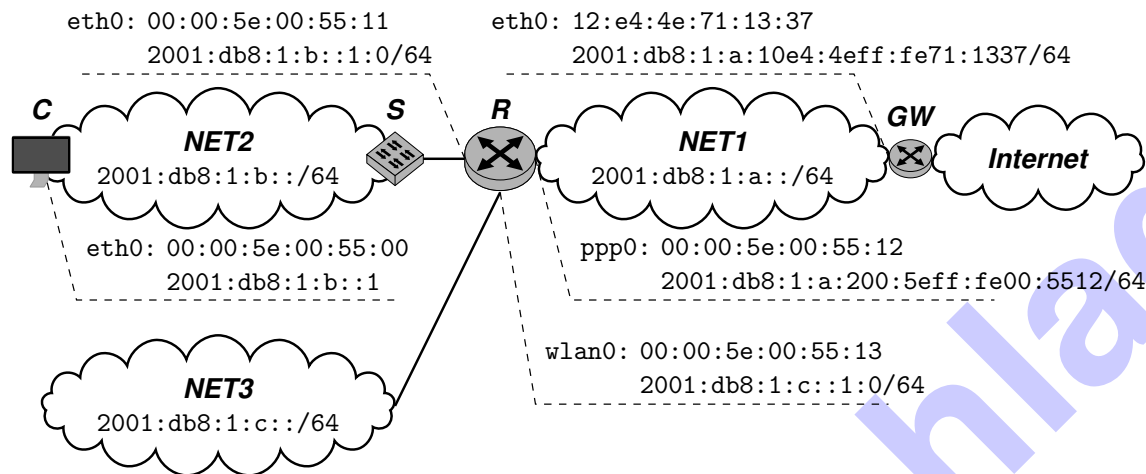 eth0: 00:00:5e:00:55:11
2001:db8:1:b::1:0/64
eth0: 12:e4:4e:71:13:37
2001:db8:1:a:10e4:4eff:fe71:1337/64
C
S
R
GW
NET2
2001:db8:1:b::/64
NET1
2001:db8:1:a::/64
Internet
eth0: 00:00:5e:00:55:00
2001:db8:1:b::1
ppp0: 00:00:5e:00:55:12
2001:db8:1:a:200:5eff:fe00:5512/64
wlan0: 00:00:5e:00:55:13
2001:db8:1:c::1:0/64
NET3
2001:db8:1:c::/64